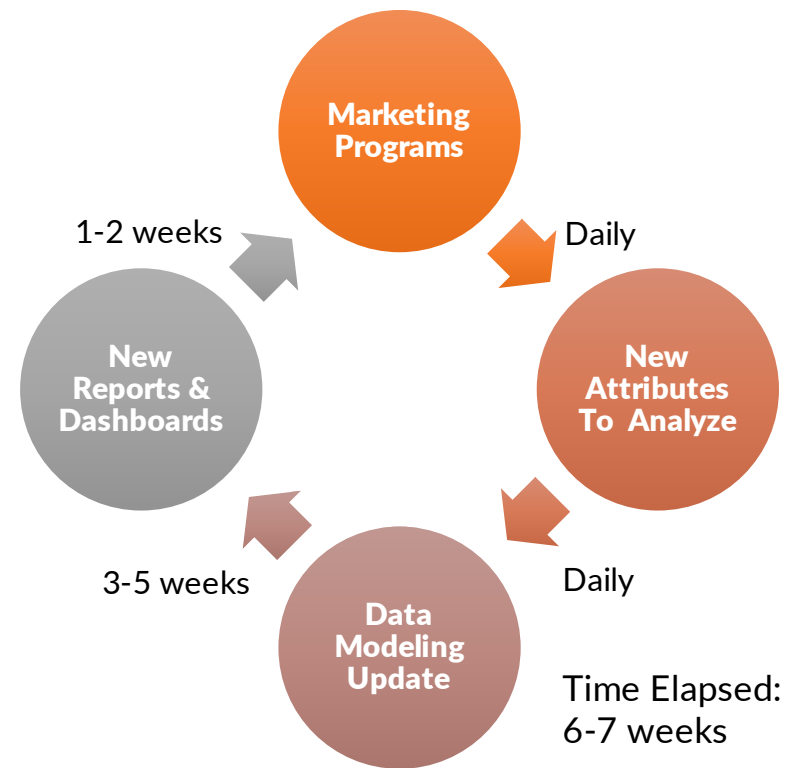 Marketing
Programs
1-2 weeks
Daily
New
Reports &
Dashboards
New
Attributes
To Analyze
3-5 weeks
Daily
Data
Modeling
Update
Time Elapsed:
6-7 weeks